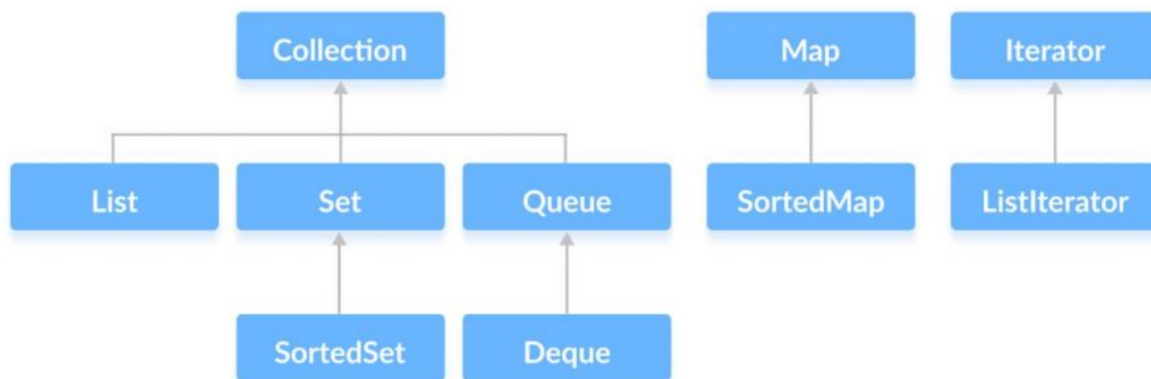 Collection
Map
Iterator
List
Set
Queue
SortedMap
ListIterator
SortedSet
Deque